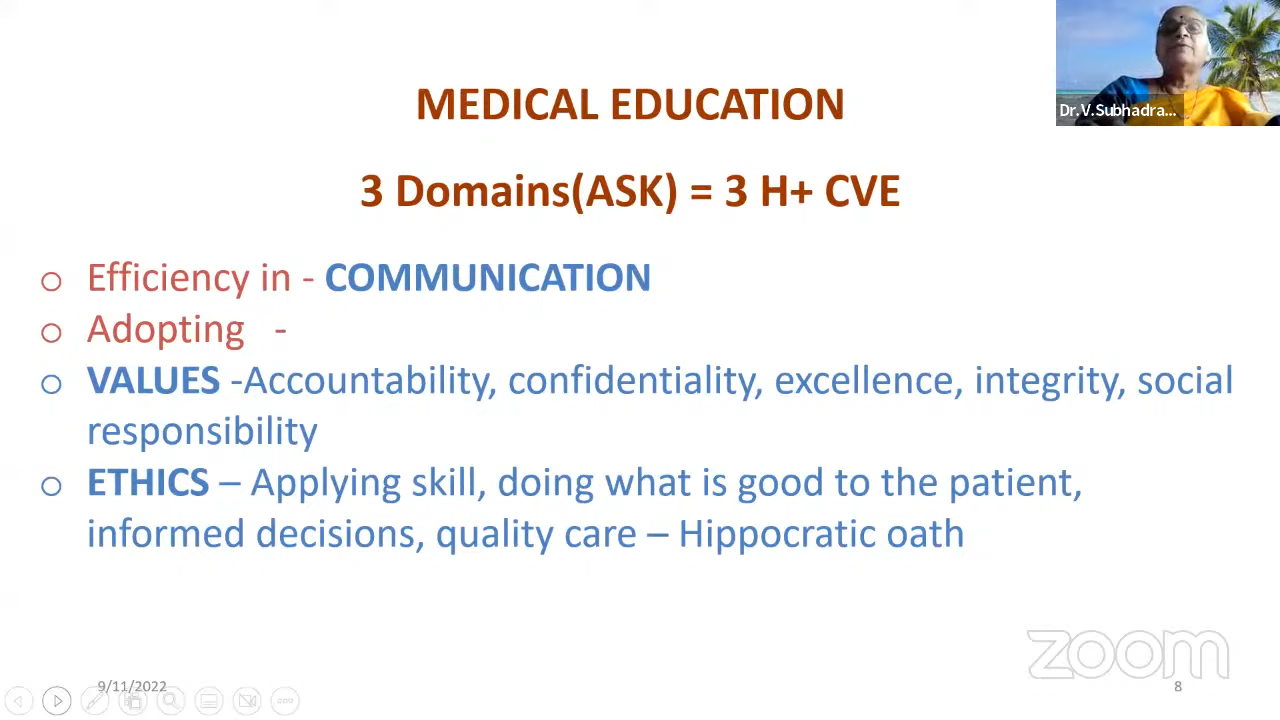 Dr.V.Subhadra...
MEDICAL EDUCATION
3 Domains(ASK) = 3 H+ CVE
o Efficiency in - COMMUNICATION
o Adopting -
o VALUES -Accountability, confidentiality, excellence, integrity, social
responsibility
o ETHICS – Applying skill, doing what is good to the patient,
informed decisions, quality care – Hippocratic oath
zoom
9/11/2022
8